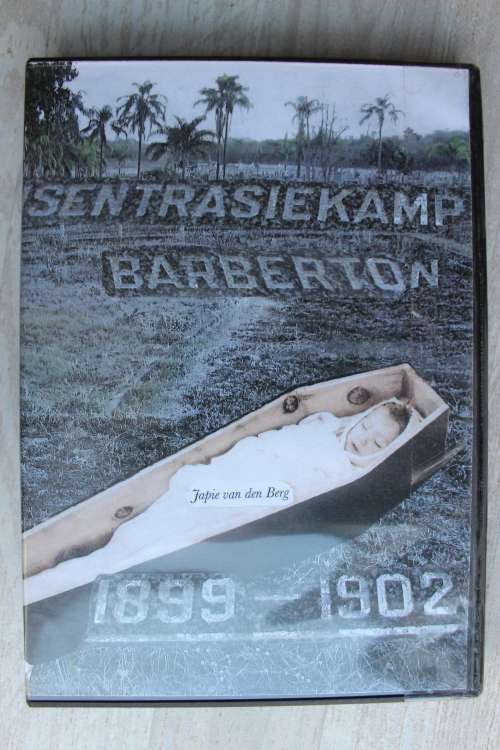 SENTRASIEKAMP
BARBERTON
Japie van den Berg
1899 - 1902